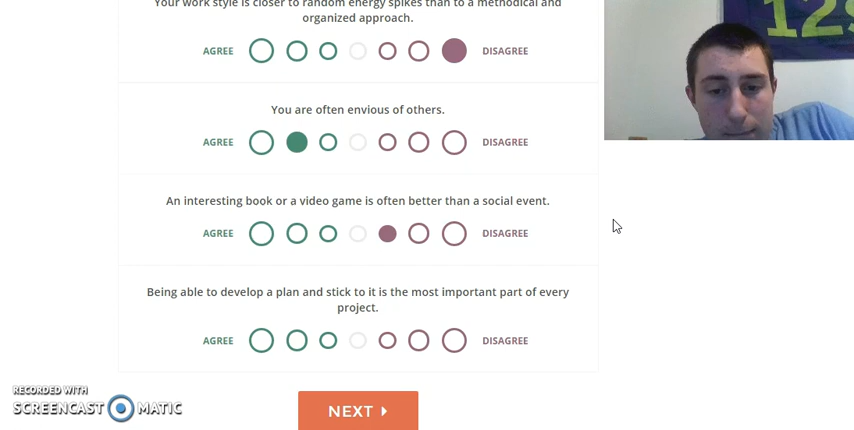 Your work style is closer to random energy spikes than to a methodical and
organized approach.
AGREE DISAGREE
You are often envious of others.
AGREE DISAGREE
An interesting book or a video game is often better than a social event.
AGREE DISAGREE
Being able to develop a plan and stick to it is the most important part of every
project.
AGREE DISAGREE
NEXT
RECORDED WITH
SCREENCAST MATIC
12